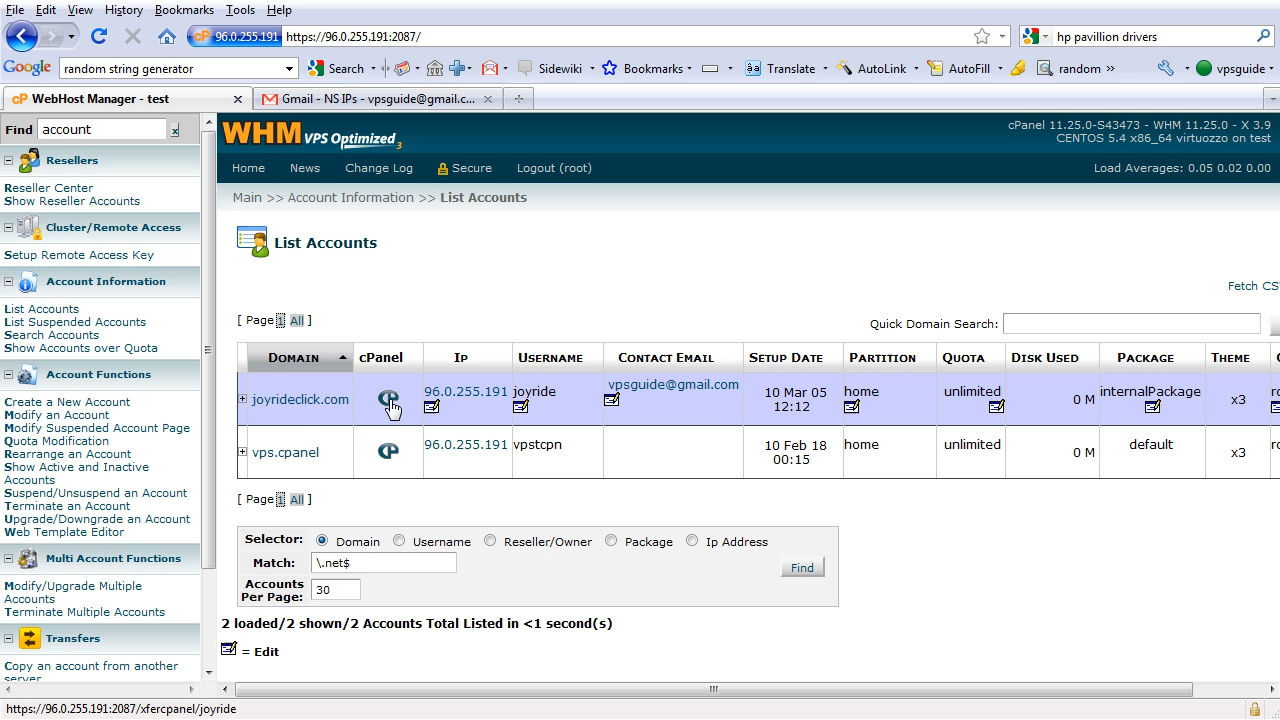 File Edit View History Bookmarks Tools Help
cP 96.0.255.191 https://96.0.255.191:2087/ hp pavillion drivers
Google random string generator Search Sidewiki Bookmarks Translate AutoLink AutoFill random » vpsguide
cP WebHost Manager - test Gmail - NS IPs - vpsguide@gmail.c...
Find account x
Resellers
Reseller Center
Show Reseller Accounts
Cluster/Remote Access
Setup Remote Access Key
Account Information
List Accounts
List Suspended Accounts
Search Accounts
Show Accounts over Quota
Account Functions
Create a New Account
Modify an Account
Modify Suspended Account Page
Quota Modification
Rearrange an Account
Show Active and Inactive
Accounts
Suspend/Unsuspend an Account
Terminate an Account
Upgrade/Downgrade an Account
Web Template Editor
Multi Account Functions
Modify/Upgrade Multiple
Accounts
Terminate Multiple Accounts
Transfers
Copy an account from another
server
WHM VPS Optimized 3
cPanel 11.25.0-S43473 - WHM 11.25.0 - X 3.9
CENTOS 5.4 x86_64 virtuozzo on test
Home News Change Log Secure Logout (root) Load Averages: 0.05 0.02 0.00
Main >> Account Information >> List Accounts
List Accounts
Fetch CS
[ Page 1 All ]
Quick Domain Search:
DOMAIN cPanel IP USERNAME CONTACT EMAIL SETUP DATE PARTITION QUOTA DISK USED PACKAGE THEME
joyrideclick.com 96.0.255.191 joyride vpsguide@gmail.com 10 Mar 05 12:12 home unlimited 0 M internalPackage x3
vps.cpanel 96.0.255.191 vpstcpn 10 Feb 18 00:15 home unlimited 0 M default x3
[ Page 1 All ]
Selector: Domain Username Reseller/Owner Package Ip Address
Match: \.net$ Find
Accounts
Per Page: 30
2 loaded/2 shown/2 Accounts Total Listed in <1 second(s)
= Edit
https://96.0.255.191:2087/xfercpanel/joyride